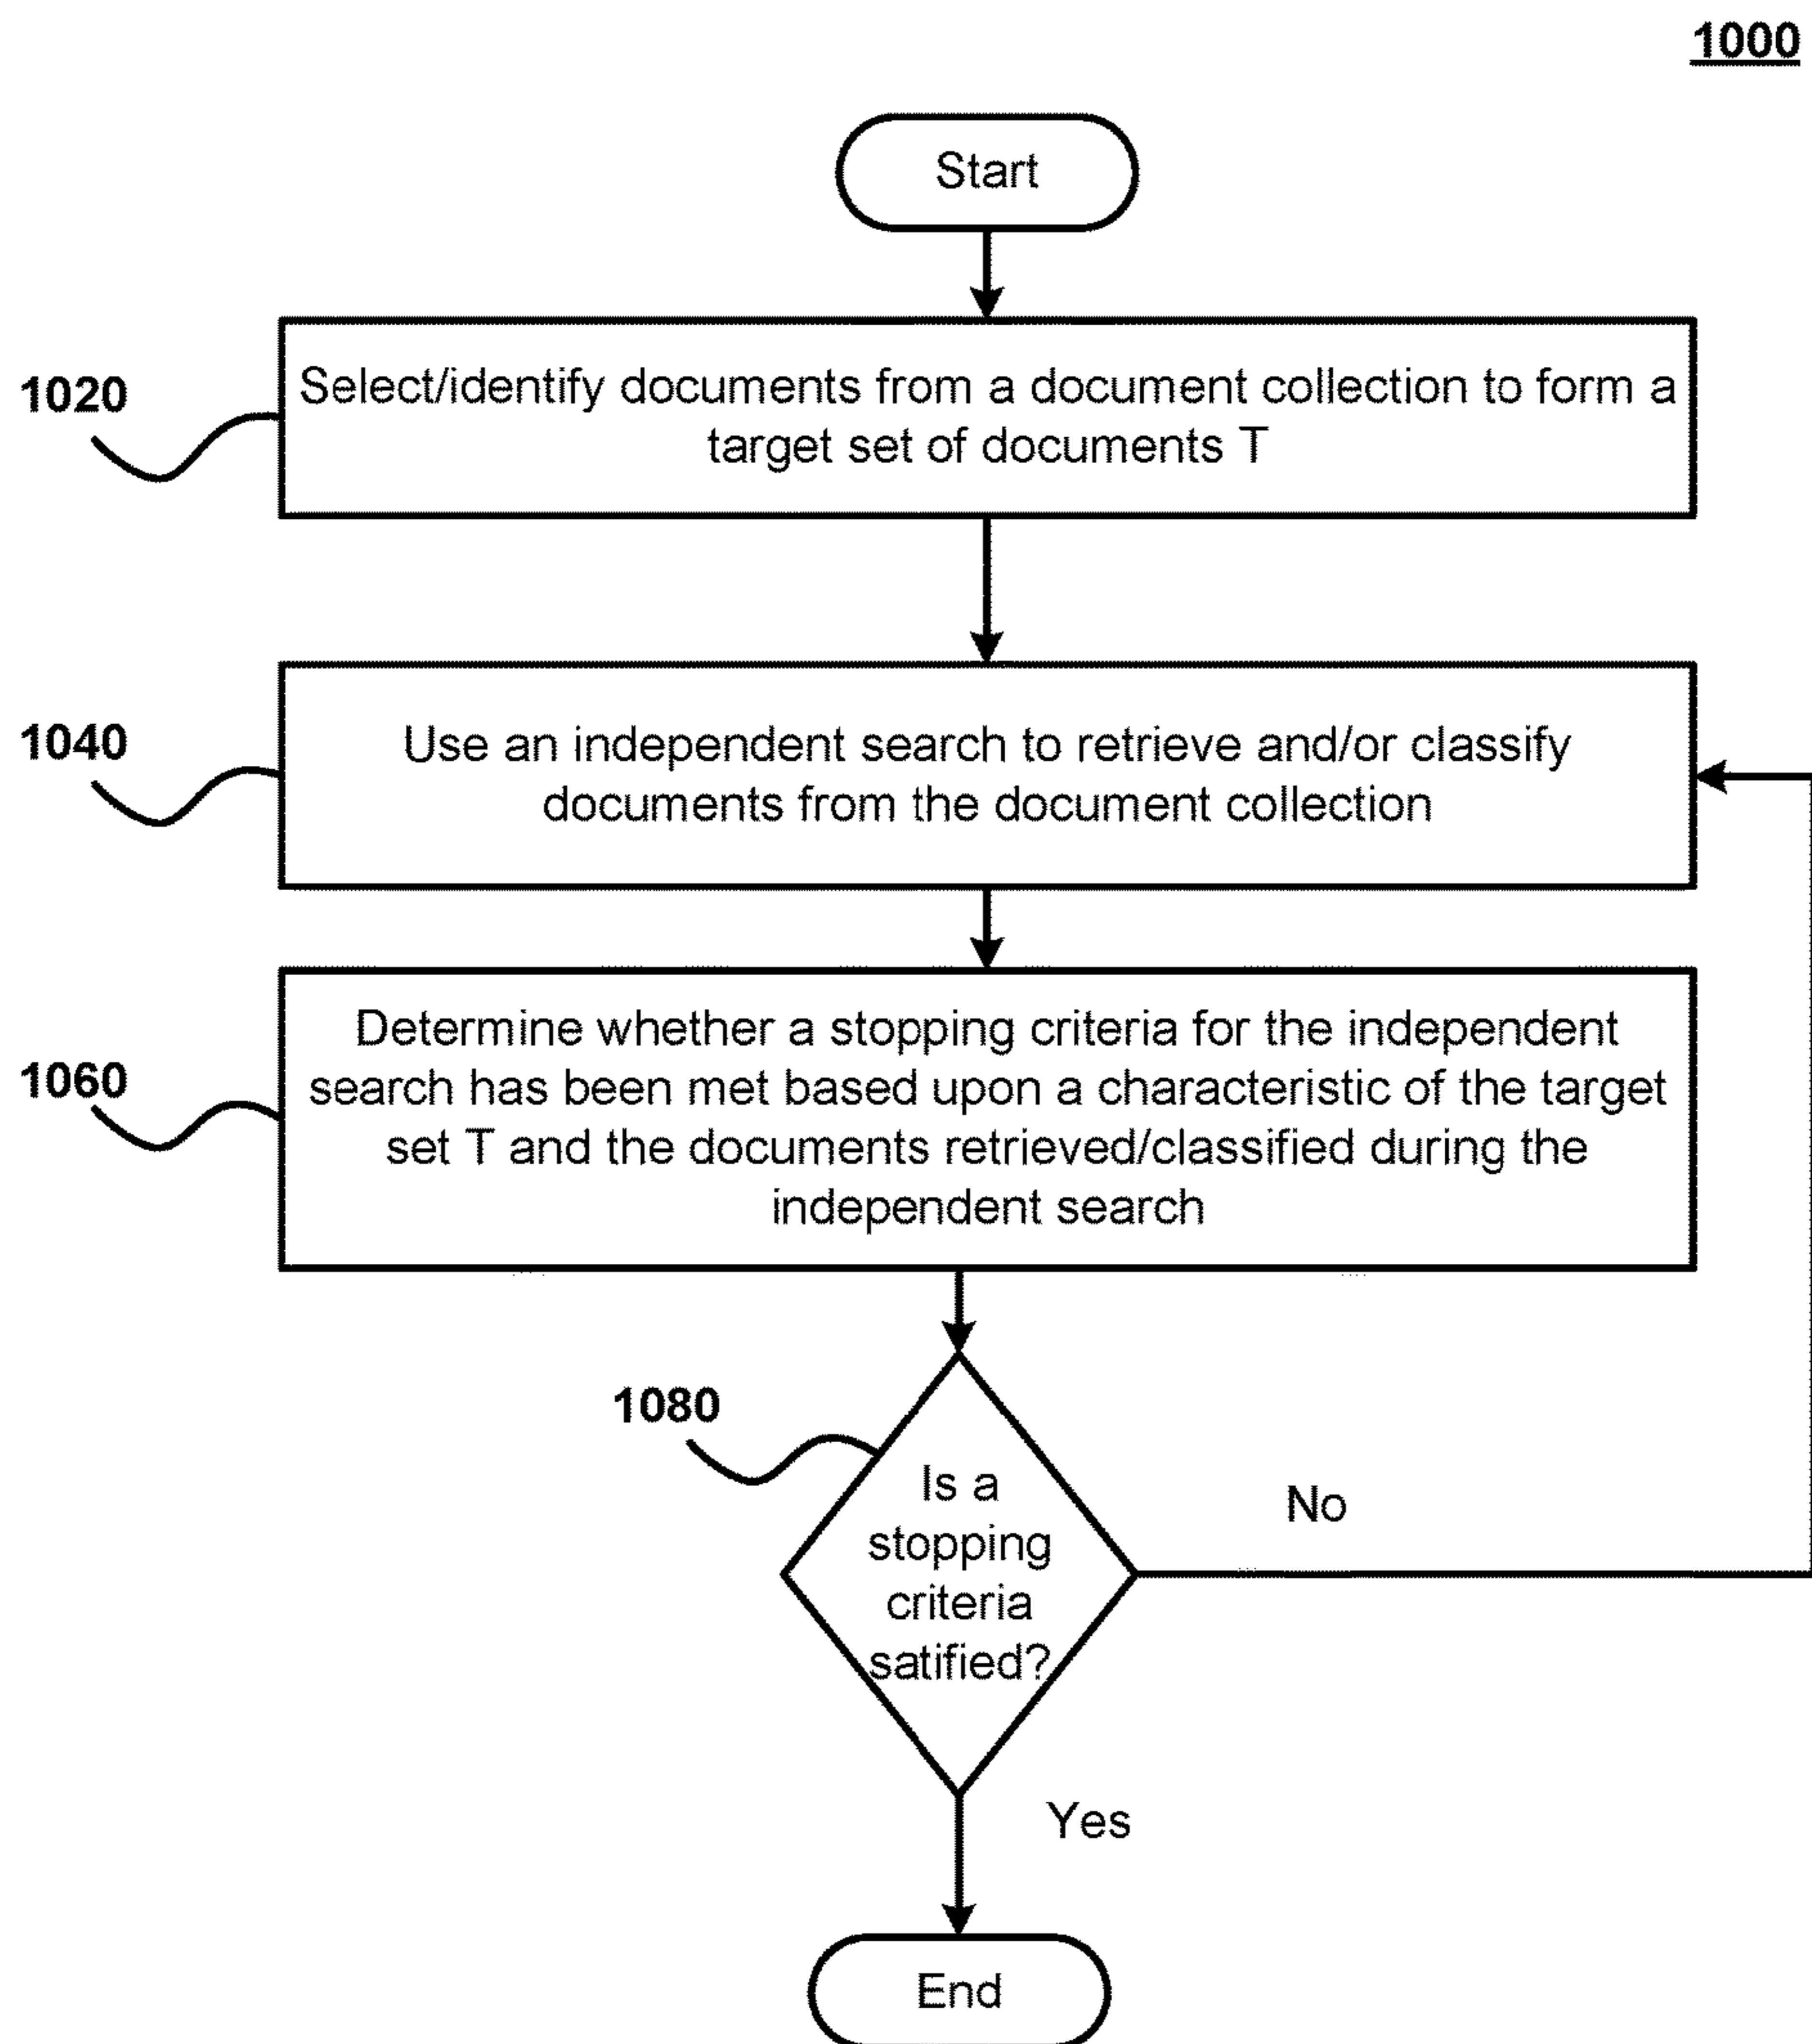 1000
Start
1020
Select/identify documents from a document collection to form a
target set of documents T
1040
Use an independent search to retrieve and/or classify
documents from the document collection
1060
Determine whether a stopping criteria for the independent
search has been met based upon a characteristic of the target
set T and the documents retrieved/classified during the
independent search
1080
Is a
stopping
criteria
satified?
No
Yes
End